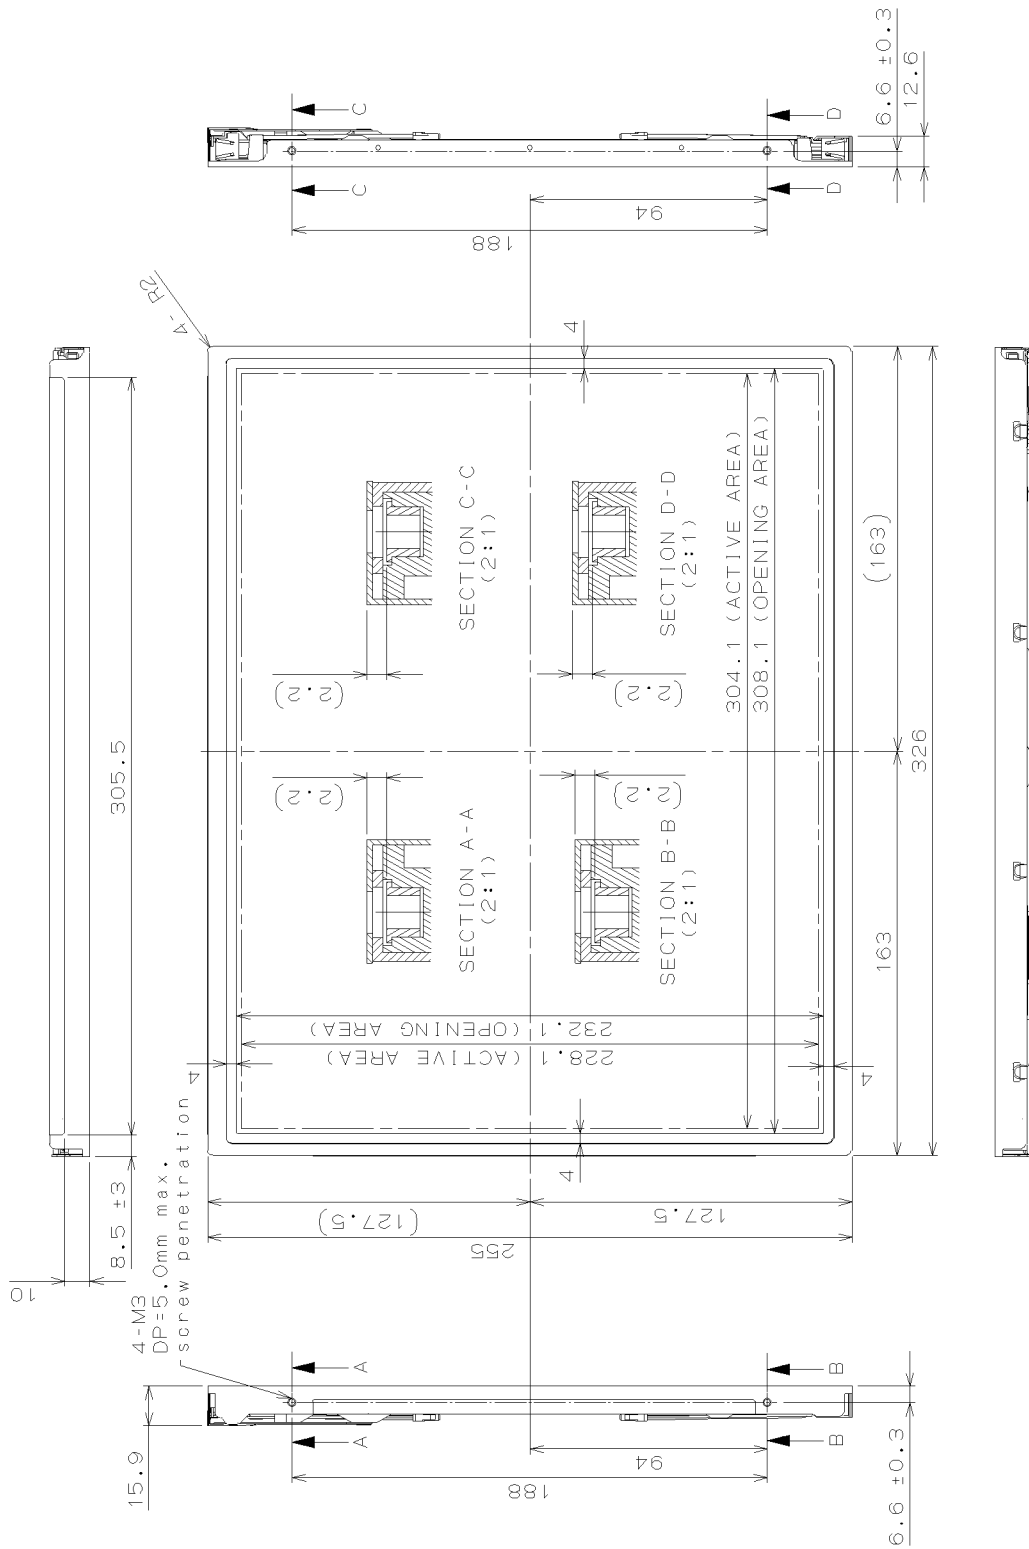 6.6 ±0.3
12.6
C
C
D
D
94
188
4- R2
4
305.5
8.5 ±3
10
SECTION C-C
(2:1)
(2.2)
SECTION D-D
(2:1)
(2.2)
304.1 (ACTIVE AREA)
308.1 (OPENING AREA)
(163)
326
163
SECTION A-A
(2:1)
(2.2)
SECTION B-B
(2:1)
(2.2)
232.1 (OPENING AREA)
228.1 (ACTIVE AREA)
4
4
4
(127.5)
127.5
255
4-M3
DP=5.0mm max.
screw penetration
15.9
A
A
B
B
94
188
6.6 ±0.3